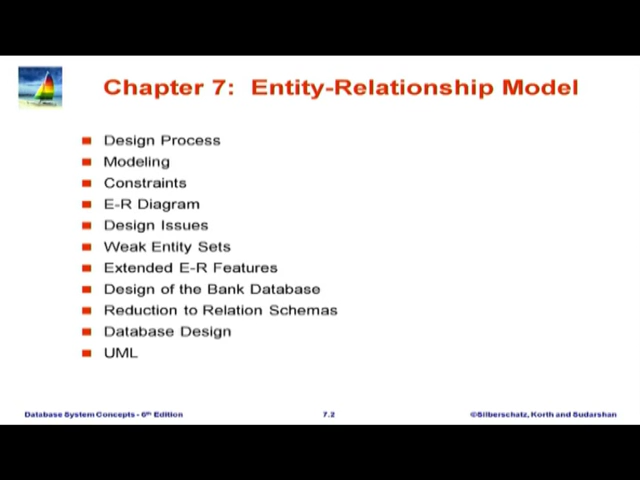 Chapter 7: Entity-Relationship Model
Design Process
Modeling
Constraints
E-R Diagram
Design Issues
Weak Entity Sets
Extended E-R Features
Design of the Bank Database
Reduction to Relation Schemas
Database Design
UML
Database System Concepts - 6th Edition
7.2
©Silberschatz, Korth and Sudarshan